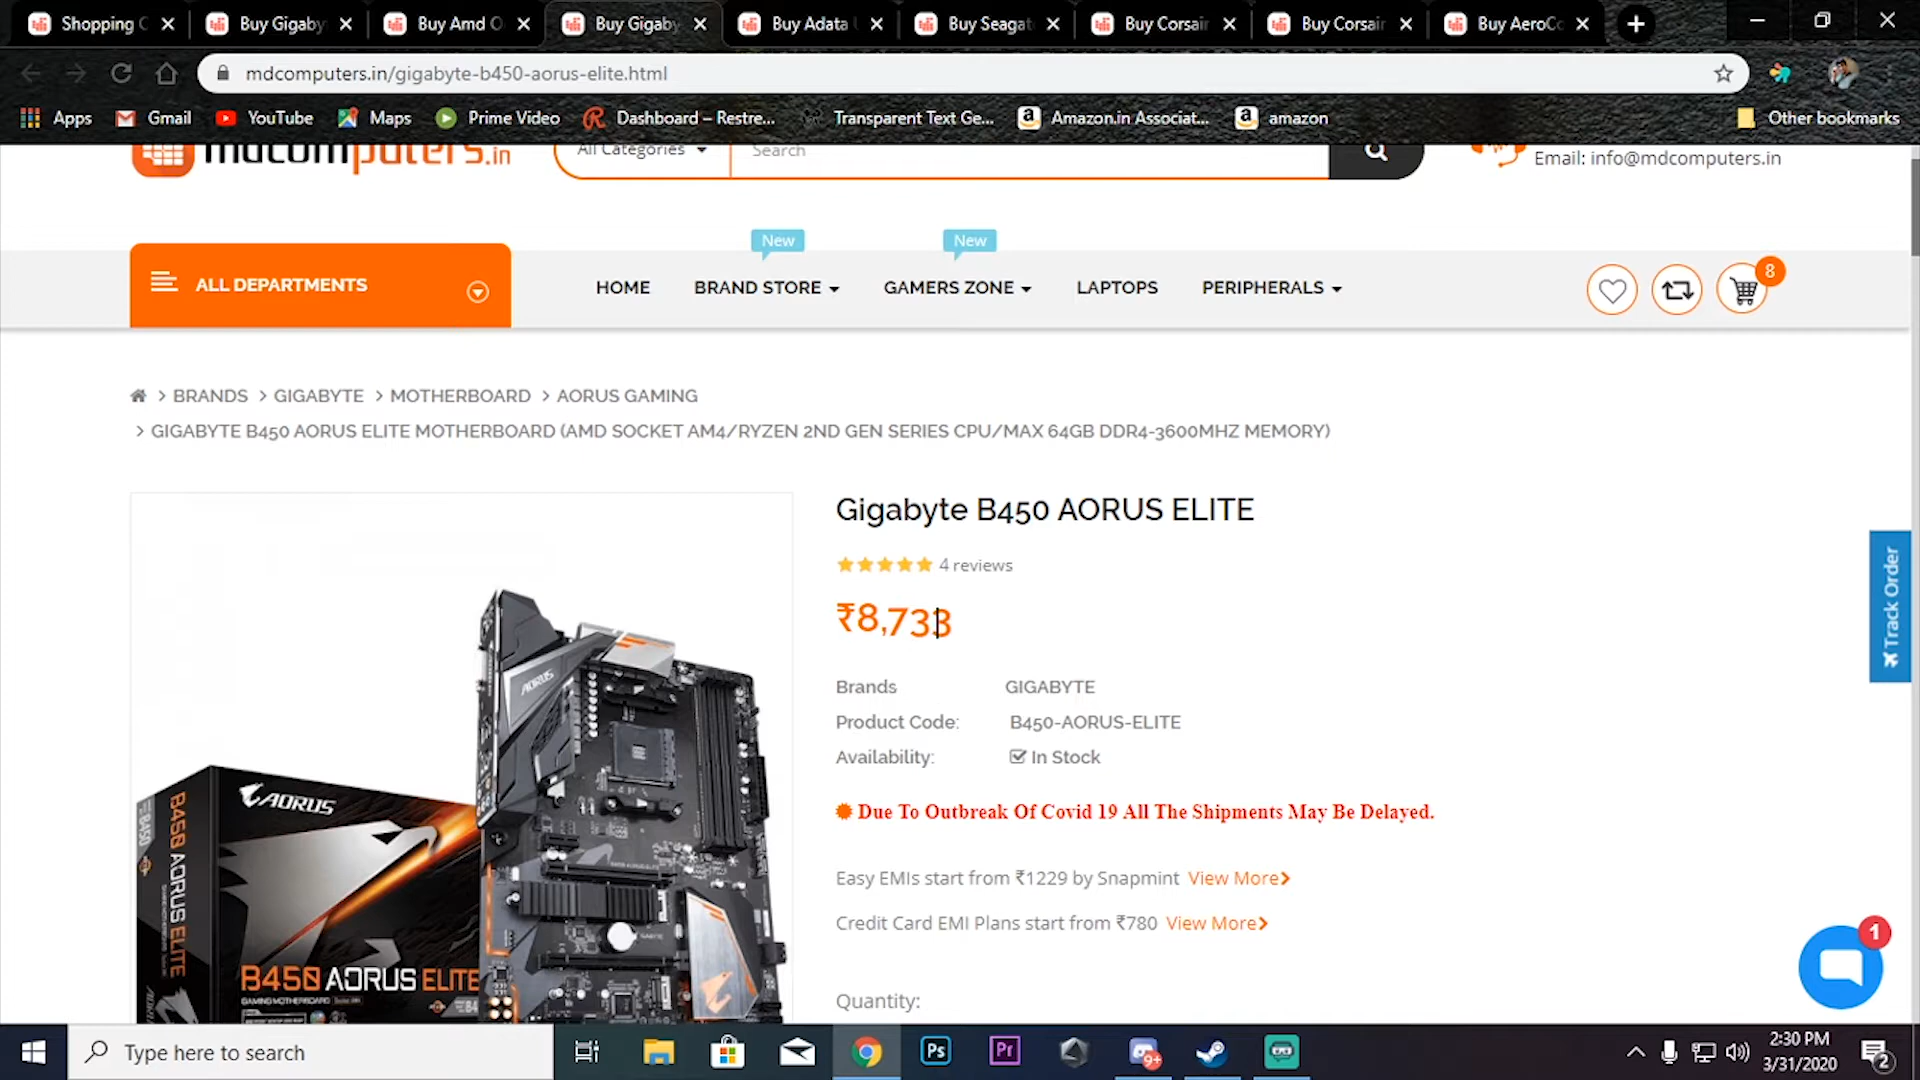 Shopping C
Buy Gigaby
Buy Amd O
Buy Gigaby
Buy Adata
Buy Seagat
Buy Corsair
Buy Corsair
Buy AeroCo
mdcomputers.in/gigabyte-b450-aorus-elite.html
Apps
Gmail
YouTube
Maps
Prime Video
Dashboard – Restre...
Transparent Text Ge...
Amazon.in Associat...
amazon
Other bookmarks
mdcomputers.in
All Categories
Search
Email: info@mdcomputers.in
New
New
ALL DEPARTMENTS
HOME
BRAND STORE
GAMERS ZONE
LAPTOPS
PERIPHERALS
8
> BRANDS > GIGABYTE > MOTHERBOARD > AORUS GAMING
> GIGABYTE B450 AORUS ELITE MOTHERBOARD (AMD SOCKET AM4/RYZEN 2ND GEN SERIES CPU/MAX 64GB DDR4-3600MHZ MEMORY)
Gigabyte B450 AORUS ELITE
4 reviews
₹8,733
Brands GIGABYTE
Product Code: B450-AORUS-ELITE
Availability: In Stock
Due To Outbreak Of Covid 19 All The Shipments May Be Delayed.
Easy EMIs start from ₹1229 by Snapmint View More
Credit Card EMI Plans start from ₹780 View More
Quantity:
Track Order
1
AORUS
AORUS
B450 AORUS ELITE
B450 AORUS ELITE
GAMING MOTHERBOARD
Type here to search
Ps
Pr
9+
2:30 PM
3/31/2020
2